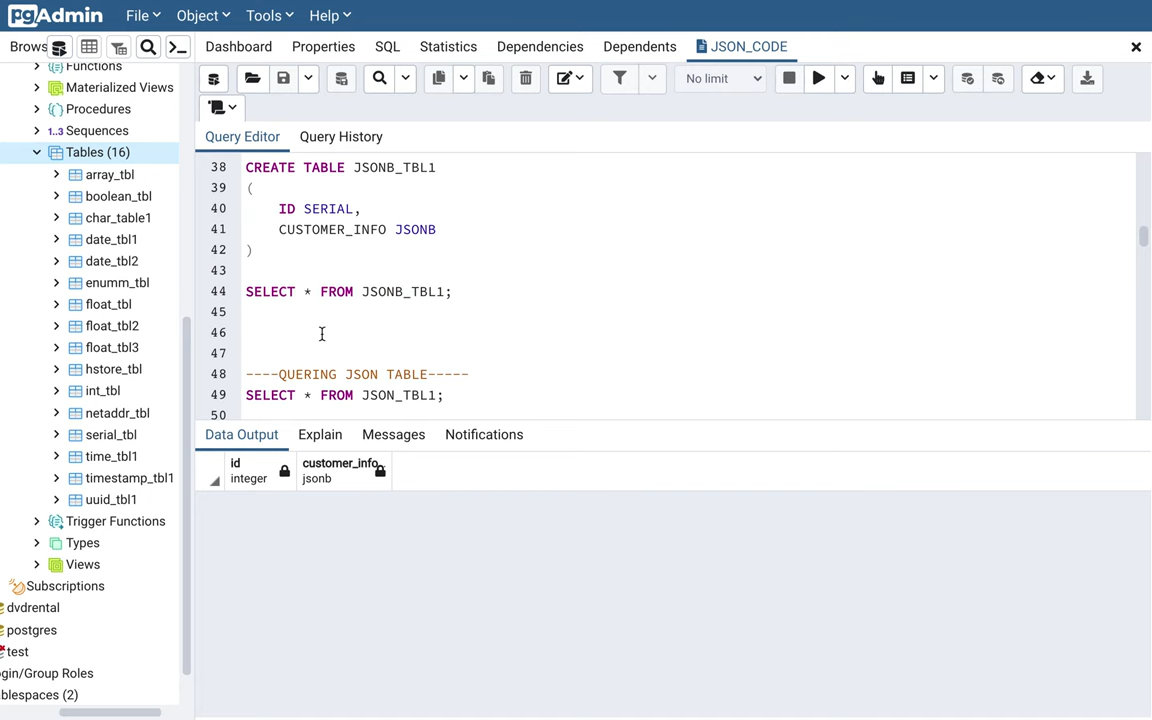 pgAdmin File Object Tools Help
Brows Dashboard Properties SQL Statistics Dependencies Dependents JSON_CODE
No limit
Query Editor Query History
Functions
Materialized Views
Procedures
1..3 Sequences
Tables (16)
array_tbl
boolean_tbl
char_table1
date_tbl1
date_tbl2
enumm_tbl
float_tbl
float_tbl2
float_tbl3
hstore_tbl
int_tbl
netaddr_tbl
serial_tbl
time_tbl1
timestamp_tbl1
uuid_tbl1
Trigger Functions
Types
Views
Subscriptions
dvdrental
postgres
test
gin/Group Roles
blespaces (2)
38 CREATE TABLE JSONB_TBL1
39 (
40 ID SERIAL,
41 CUSTOMER_INFO JSONB
42 )
43
44 SELECT * FROM JSONB_TBL1;
45
46
47
48 ----QUERING JSON TABLE-----
49 SELECT * FROM JSON_TBL1;
50
Data Output Explain Messages Notifications
id customer_info
integer jsonb